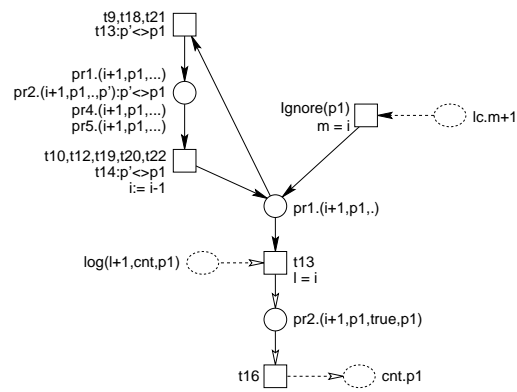 t9,t18,t21
t13:p'<>p1
pr1.(i+1,p1,...)
pr2.(i+1,p1,.,p'):p'<>p1
pr4.(i+1,p1,...)
pr5.(i+1,p1,...)
Ignore(p1)
m = i
lc.m+1
t10,t12,t19,t20,t22
t14:p'<>p1
i:= i-1
pr1.(i+1,p1,.)
log(l+1,cnt,p1)
t13
l = i
pr2.(i+1,p1,true,p1)
t16
cnt.p1